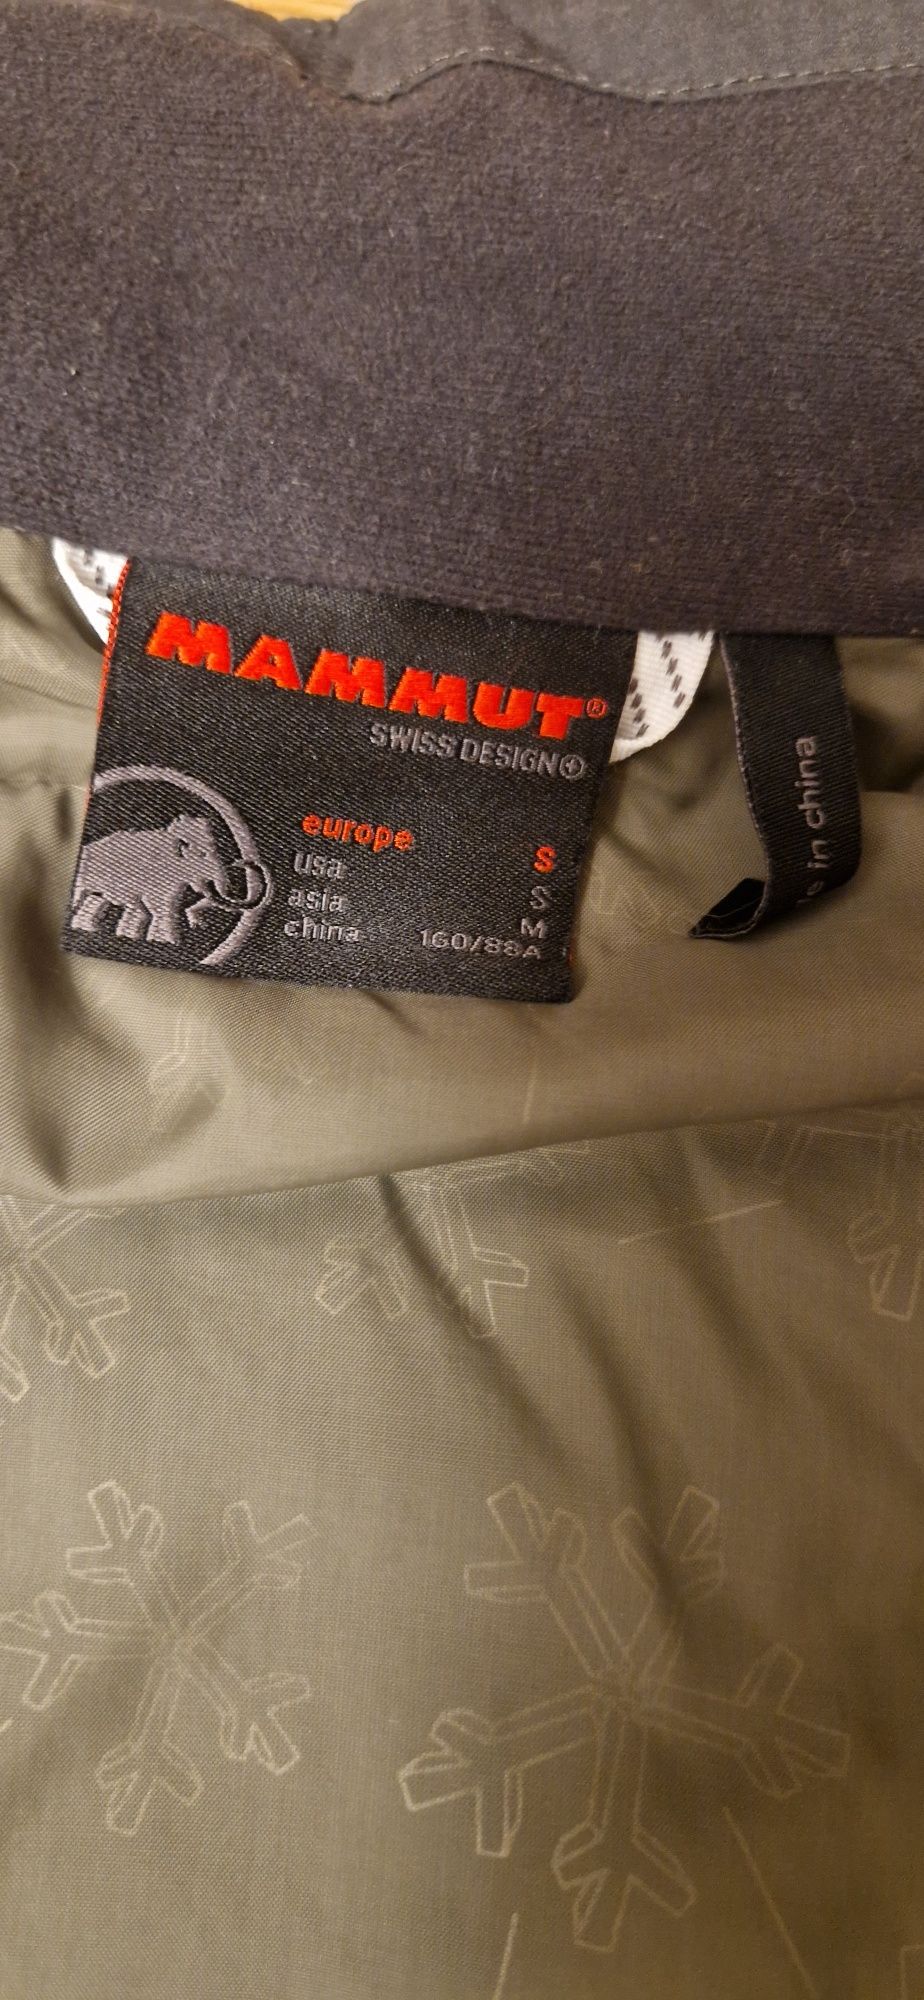 MAMMUT®
SWISS DESIGN
europe S
usa S
asia M
china 160/88A
in china